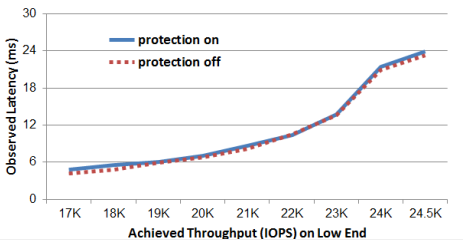 30
24
18
12
6
0
Observed Latency (ms)
protection on
protection off
17K 18K 19K 20K 21K 22K 23K 24K 24.5K
Achieved Throughput (IOPS) on Low End